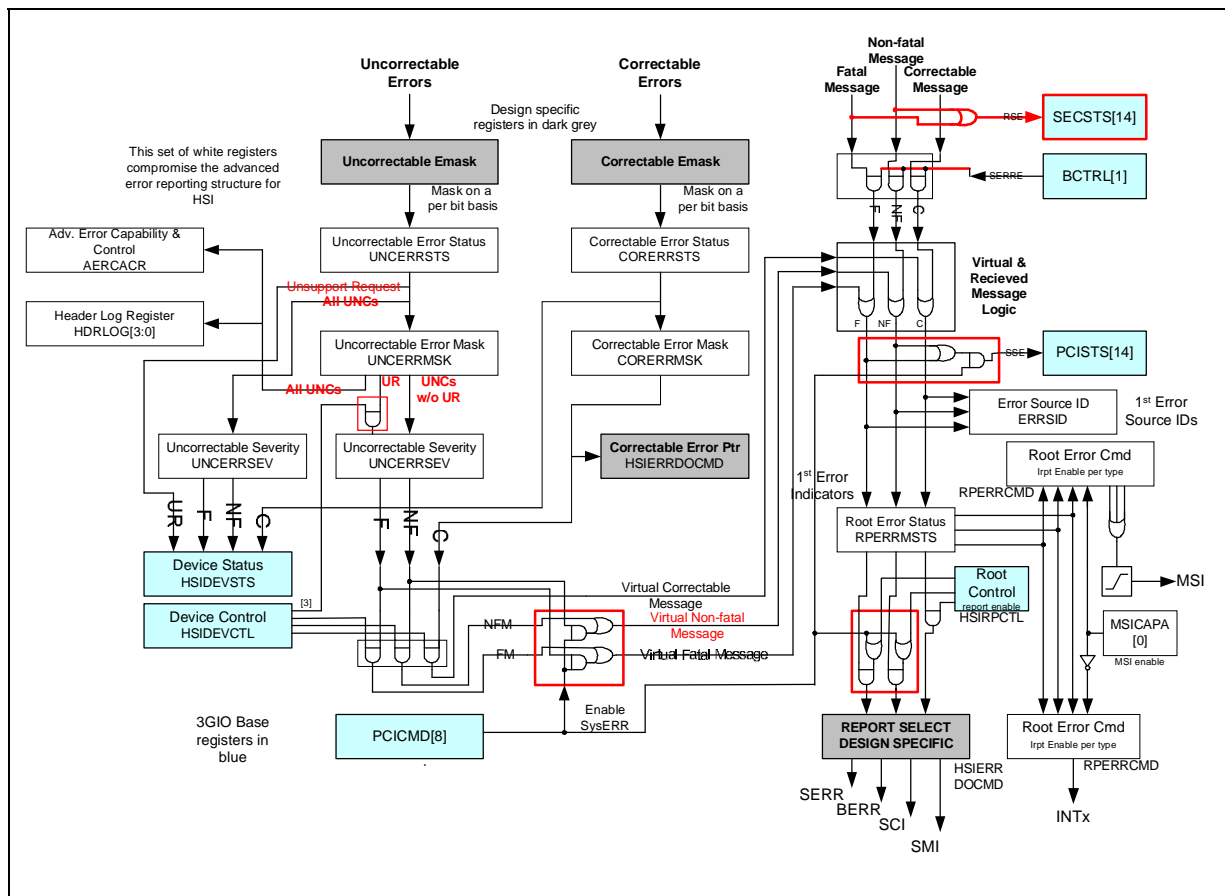 Uncorrectable
Errors
Correctable
Errors
Design specific
registers in dark grey
Uncorrectable Emask
Correctable Emask
Mask on a
per bit basis
Mask on a
per bit basis
This set of white registers
compromise the advanced
error reporting structure for
HSI
Adv. Error Capability &
Control
AERCACR
Uncorrectable Error Status
UNCERRSTS
Correctable Error Status
CORERRSTS
Unsupport Request
All UNCs
Header Log Register
HDRLOG[3:0]
Uncorrectable Error Mask
UNCERRMSK
Correctable Error Mask
CORERRMSK
All UNCs
UR
UNCs
w/o UR
Uncorrectable Severity
UNCERRSEV
Uncorrectable Severity
UNCERRSEV
Correctable Error Ptr
HSIERRDOCMD
UR
F
NF
C
F
NF
C
Device Status
HSIDEVSTS
Device Control
HSIDEVCTL
[3]
NFM
FM
Virtual Correctable
Message
Virtual Non-fatal
Message
Virtual Fatal Message
3GIO Base
registers in
blue
PCICMD[8]
.
Enable
SysERR
Non-fatal
Message
Fatal
Message
Correctable
Message
RSE
SECSTS[14]
SERRE
BCTRL[1]
F
NF
C
Virtual &
Recieved
Message
Logic
F
NF
C
SSE
PCISTS[14]
Error Source ID
ERRSID
1st Error
Source IDs
1st Error
Indicators
Root Error Cmd
Irpt Enable per type
RPERRCMD
Root Error Status
RPERRMSTS
MSI
Root
Control
report enable
HSIRPCTL
MSICAPA
[0]
MSI enable
REPORT SELECT
DESIGN SPECIFIC
HSIERR
DOCMD
Root Error Cmd
Irpt Enable per type
RPERRCMD
SERR
BERR
SCI
SMI
INTx